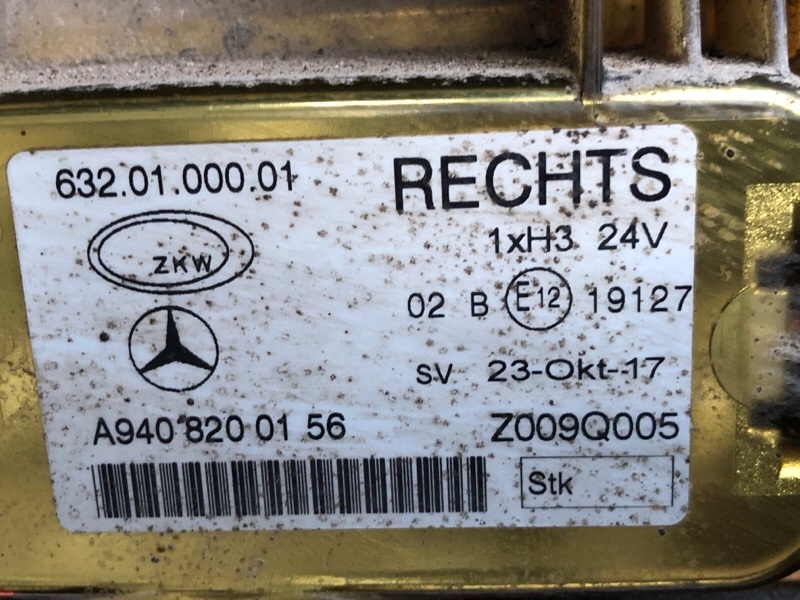 632.01.000.01
RECHTS
ZKW
1xH3 24V
02 B E12 19127
SV 23-Okt-17
A940 820 01 56
Z009Q005
Stk